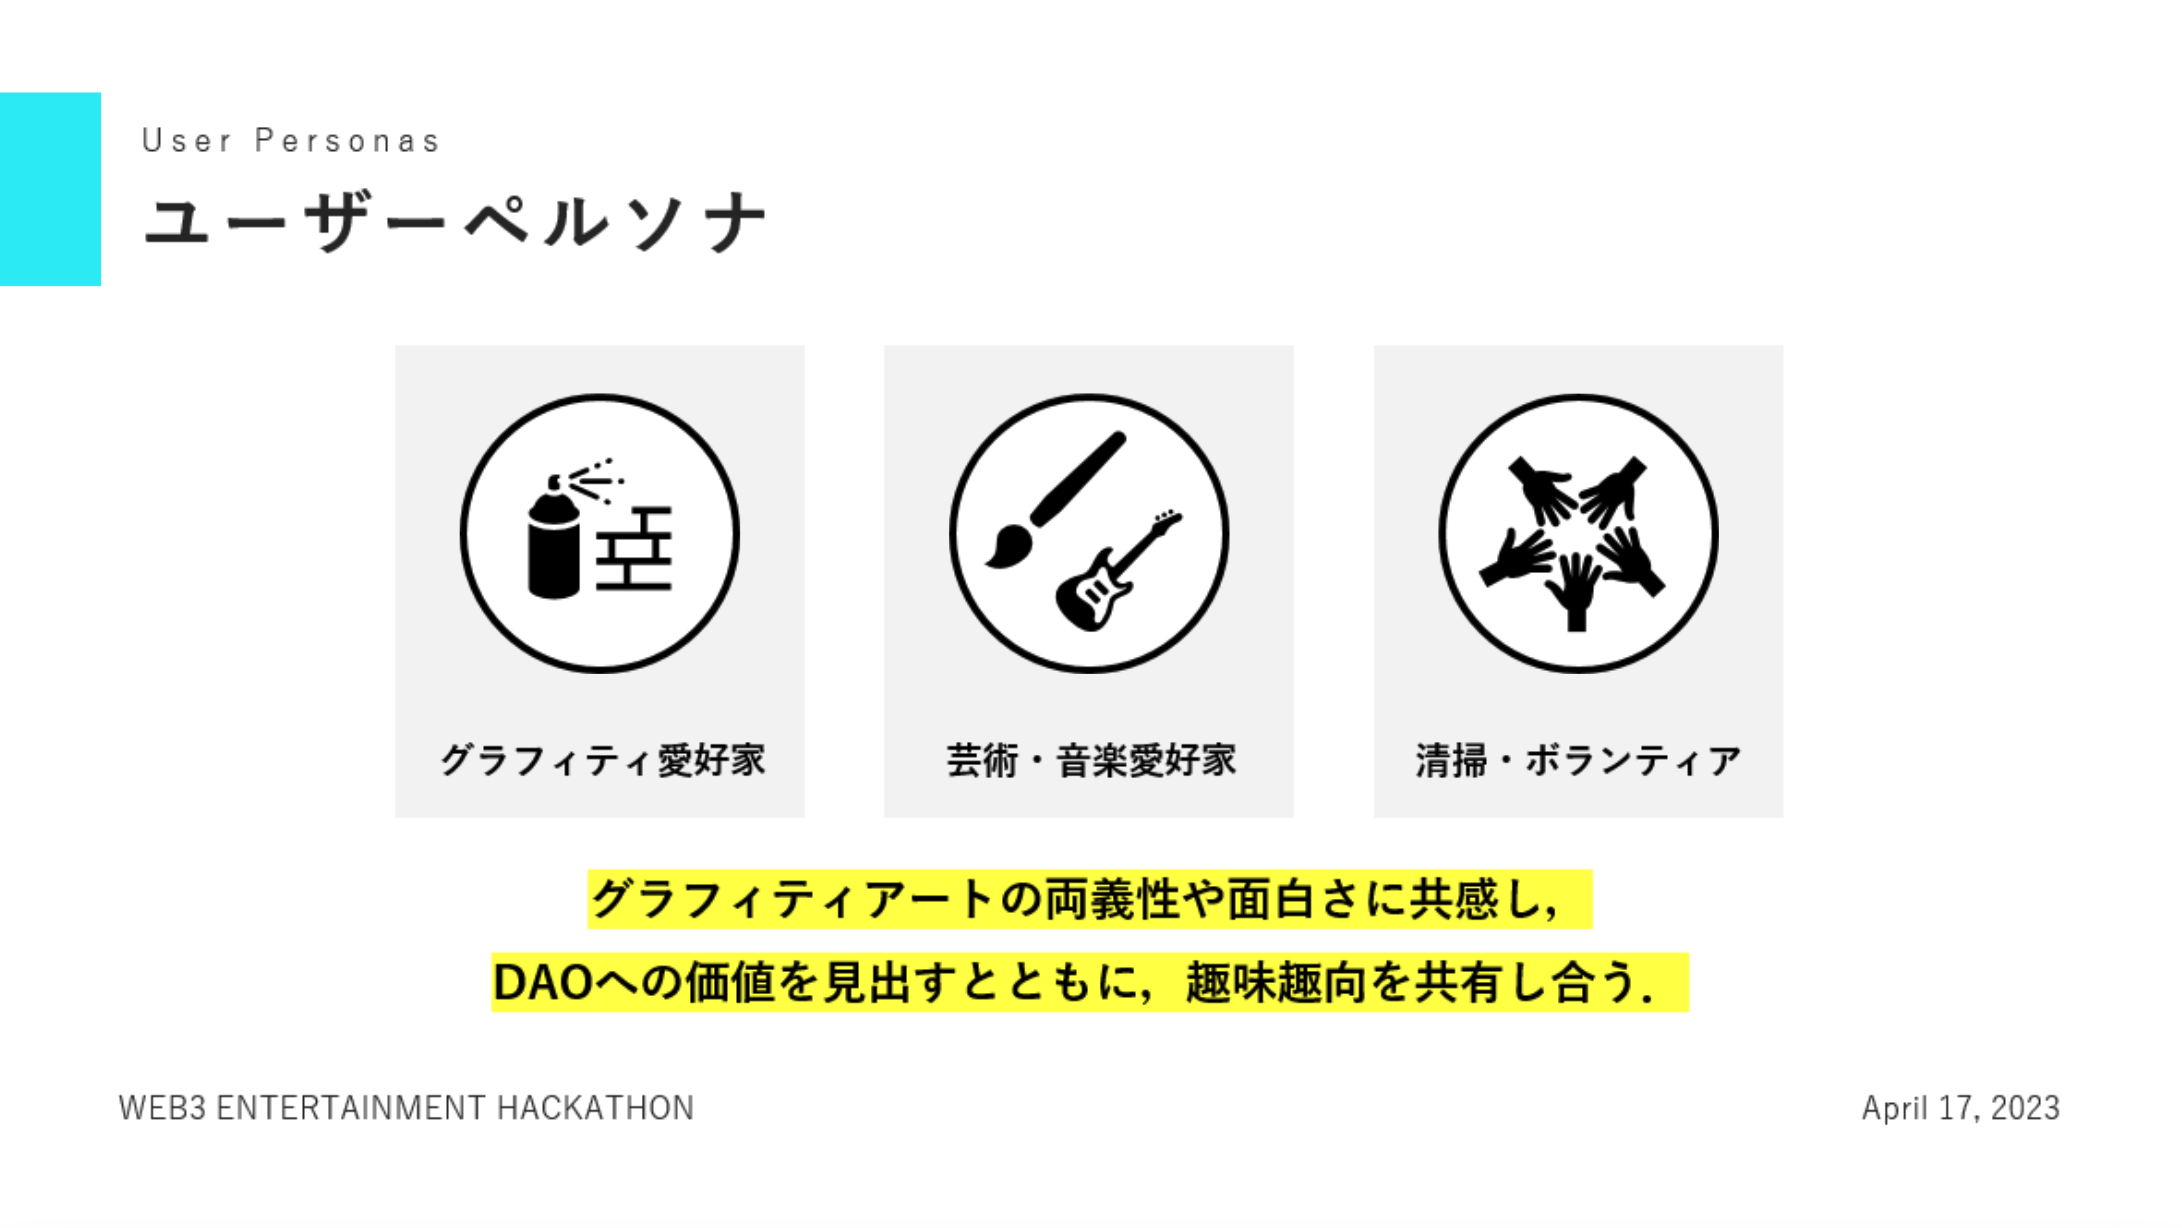 User Personas
ユーザーペルソナ
グラフィティ愛好家
芸術・音楽愛好家
清掃・ボランティア
グラフィティアートの両義性や面白さに共感し，
DAOへの価値を見出すとともに，趣味趣向を共有し合う．
WEB3 ENTERTAINMENT HACKATHON
April 17, 2023